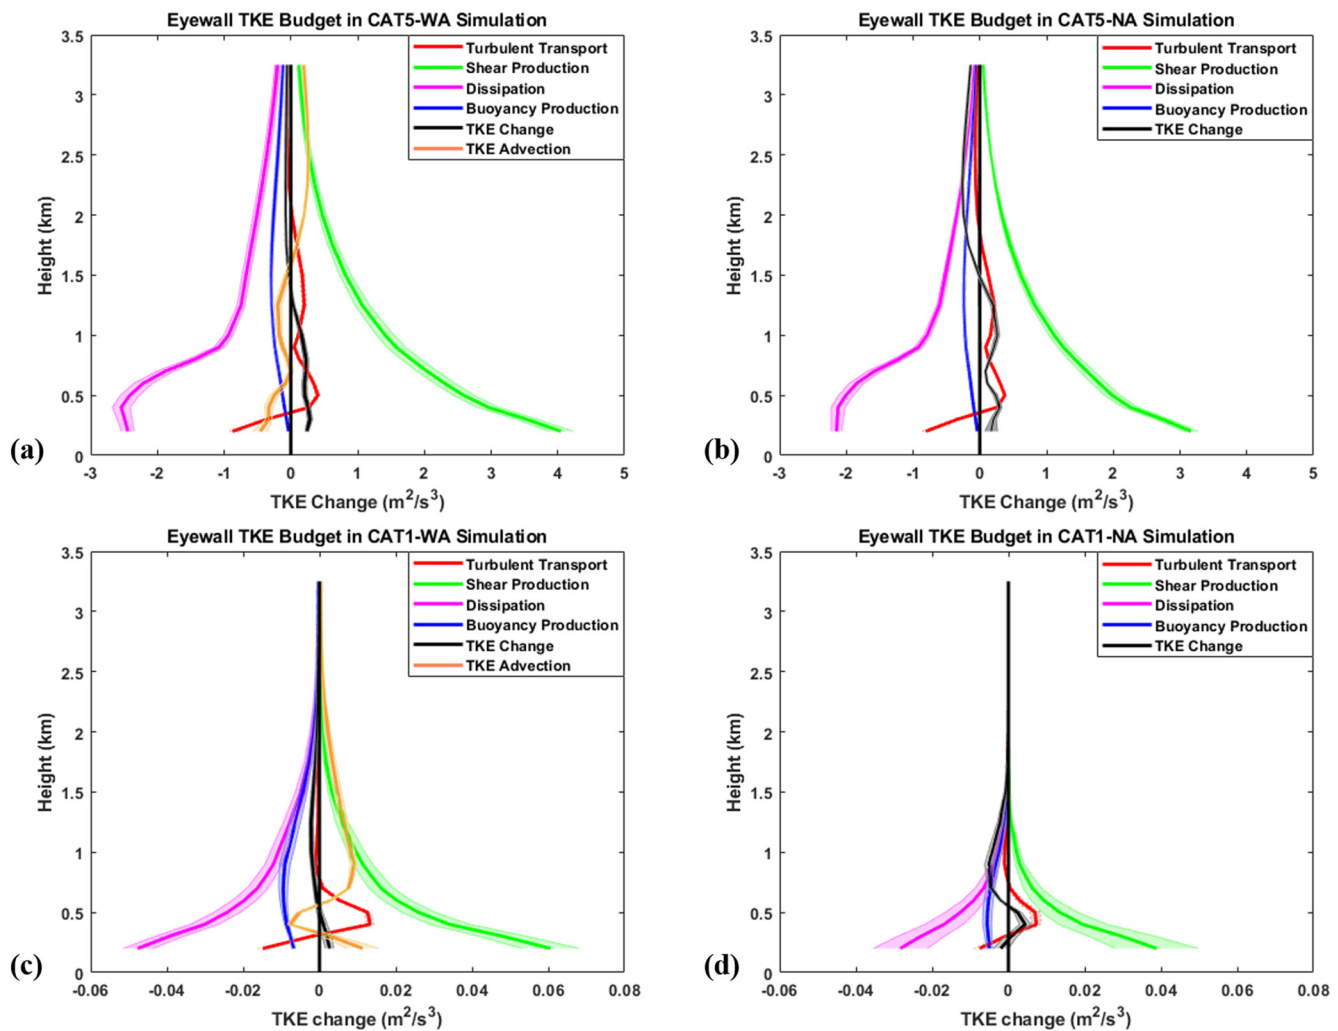 Eyewall TKE Budget in CAT5-WA Simulation
3.5
3
2.5
2
1.5
1
0.5
0
Height (km)
-3 -2 -1 0 1 2 3 4 5
TKE Change (m²/s³)
Turbulent Transport
Shear Production
Dissipation
Buoyancy Production
TKE Change
TKE Advection
(a)
Eyewall TKE Budget in CAT5-NA Simulation
3.5
3
2.5
2
1.5
1
0.5
0
Height (km)
-3 -2 -1 0 1 2 3 4 5
TKE Change (m²/s³)
Turbulent Transport
Shear Production
Dissipation
Buoyancy Production
TKE Change
(b)
Eyewall TKE Budget in CAT1-WA Simulation
3.5
3
2.5
2
1.5
1
0.5
0
Height (km)
-0.06 -0.04 -0.02 0 0.02 0.04 0.06 0.08
TKE change (m²/s³)
Turbulent Transport
Shear Production
Dissipation
Buoyancy Production
TKE Change
TKE Advection
(c)
Eyewall TKE Budget in CAT1-NA Simulation
3.5
3
2.5
2
1.5
1
0.5
0
Height (km)
-0.06 -0.04 -0.02 0 0.02 0.04 0.06 0.08
TKE change (m²/s³)
Turbulent Transport
Shear Production
Dissipation
Buoyancy Production
TKE Change
(d)